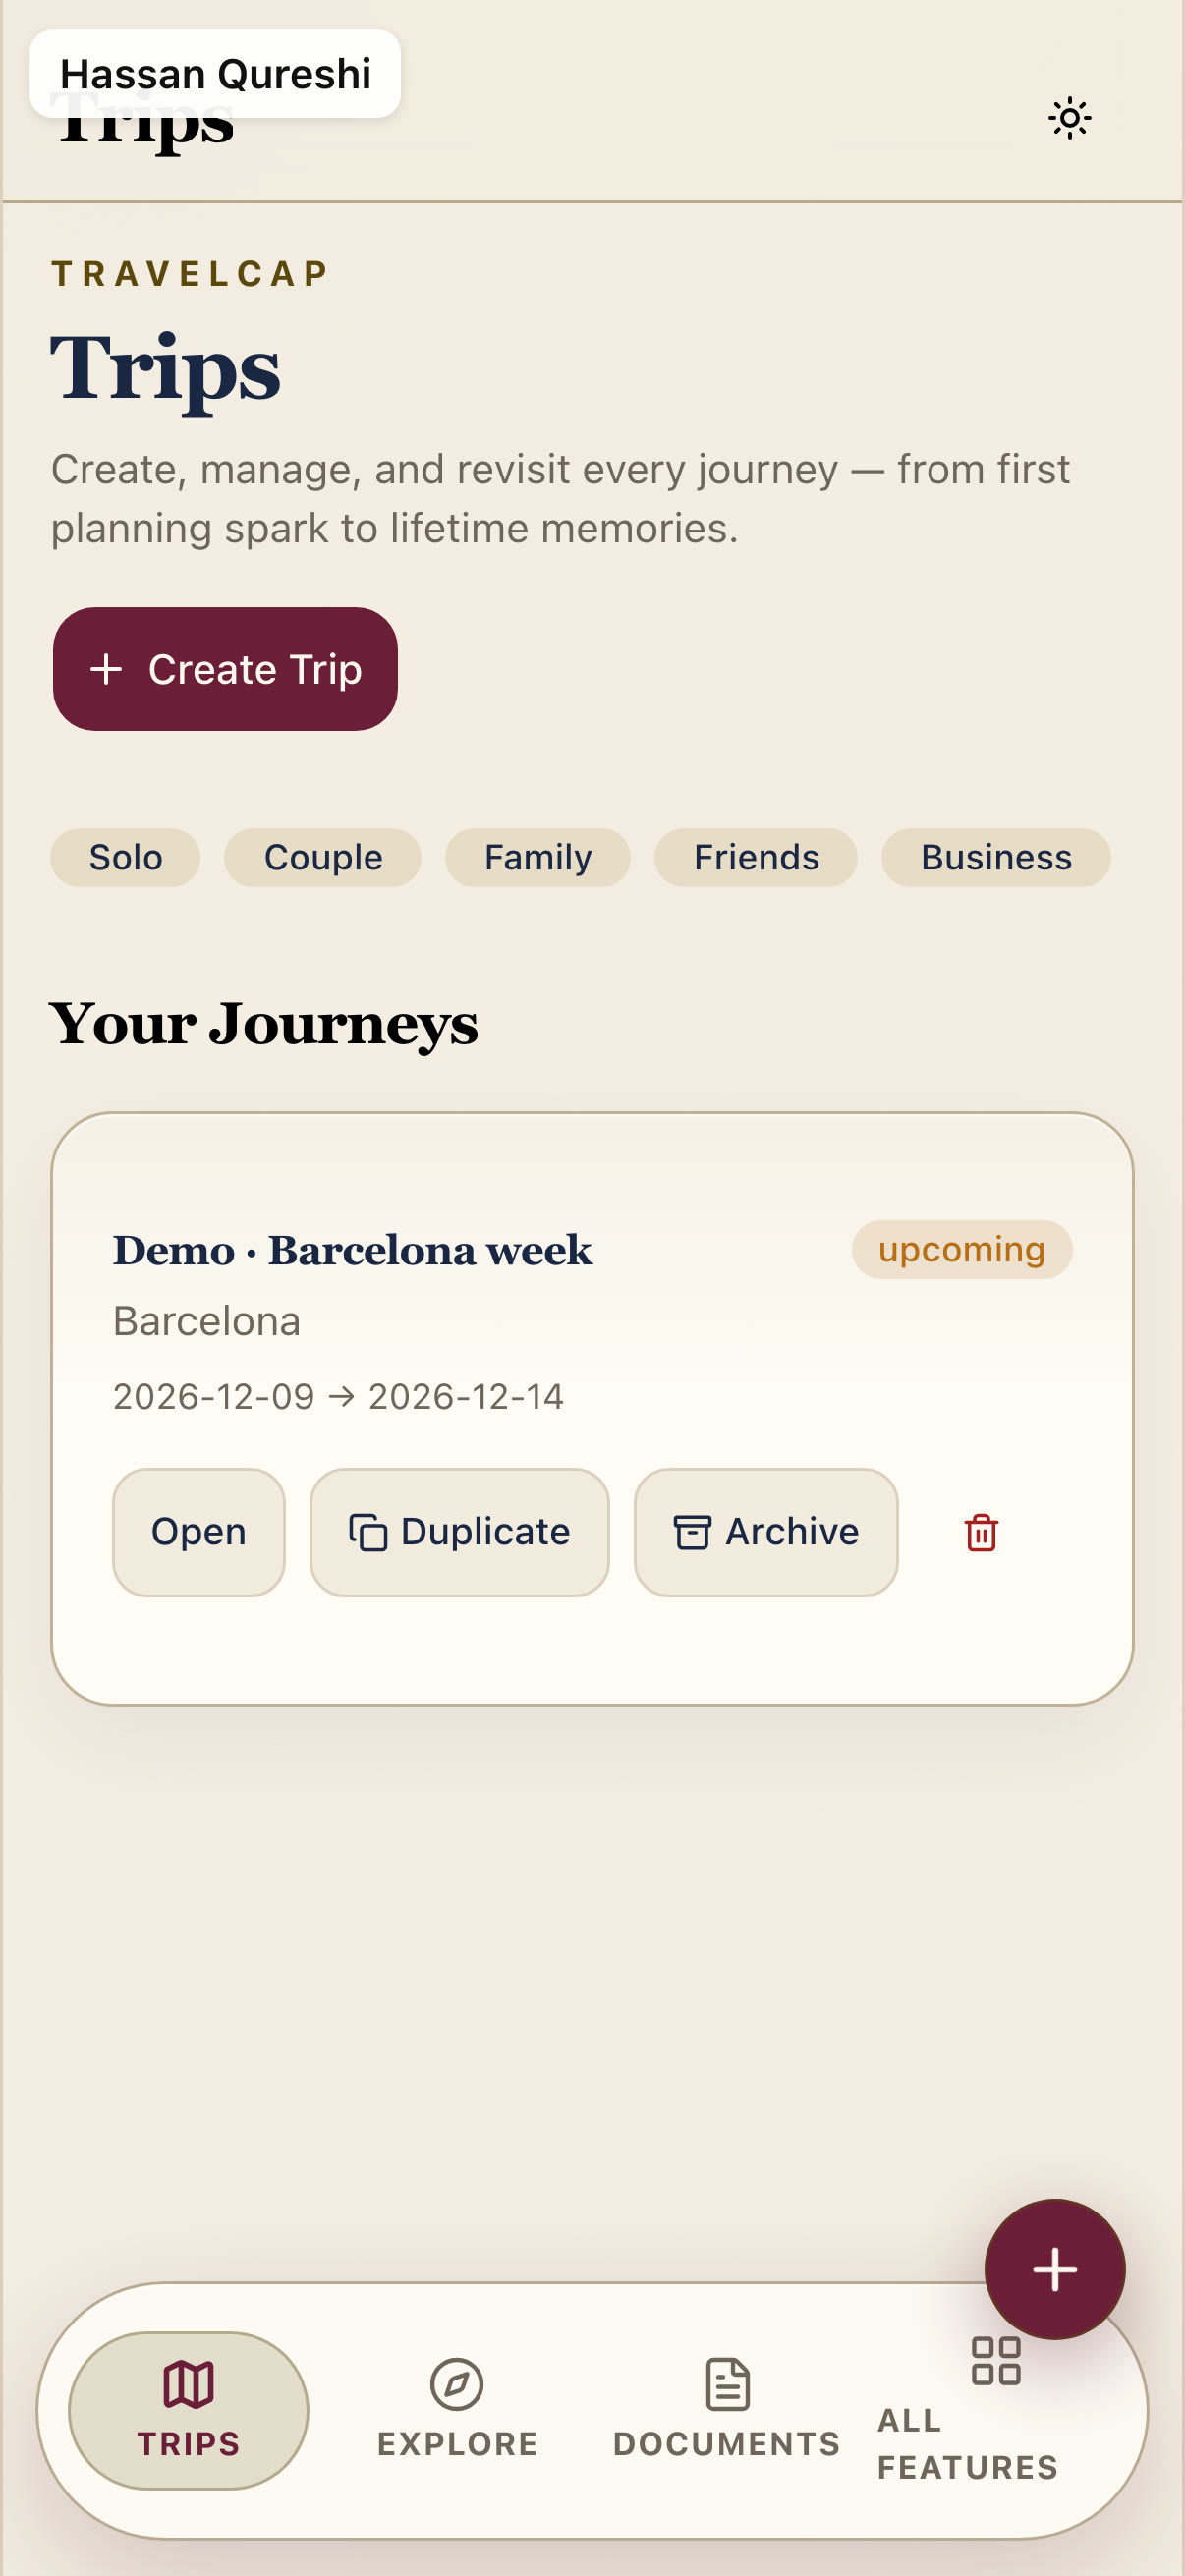 Hassan Qureshi
Trips
TRAVELCAP
Trips
Create, manage, and revisit every journey — from first
planning spark to lifetime memories.
+ Create Trip
Solo Couple Family Friends Business
Your Journeys
Demo · Barcelona week upcoming
Barcelona
2026-12-09 → 2026-12-14
Open Duplicate Archive
TRIPS EXPLORE DOCUMENTS ALL
FEATURES